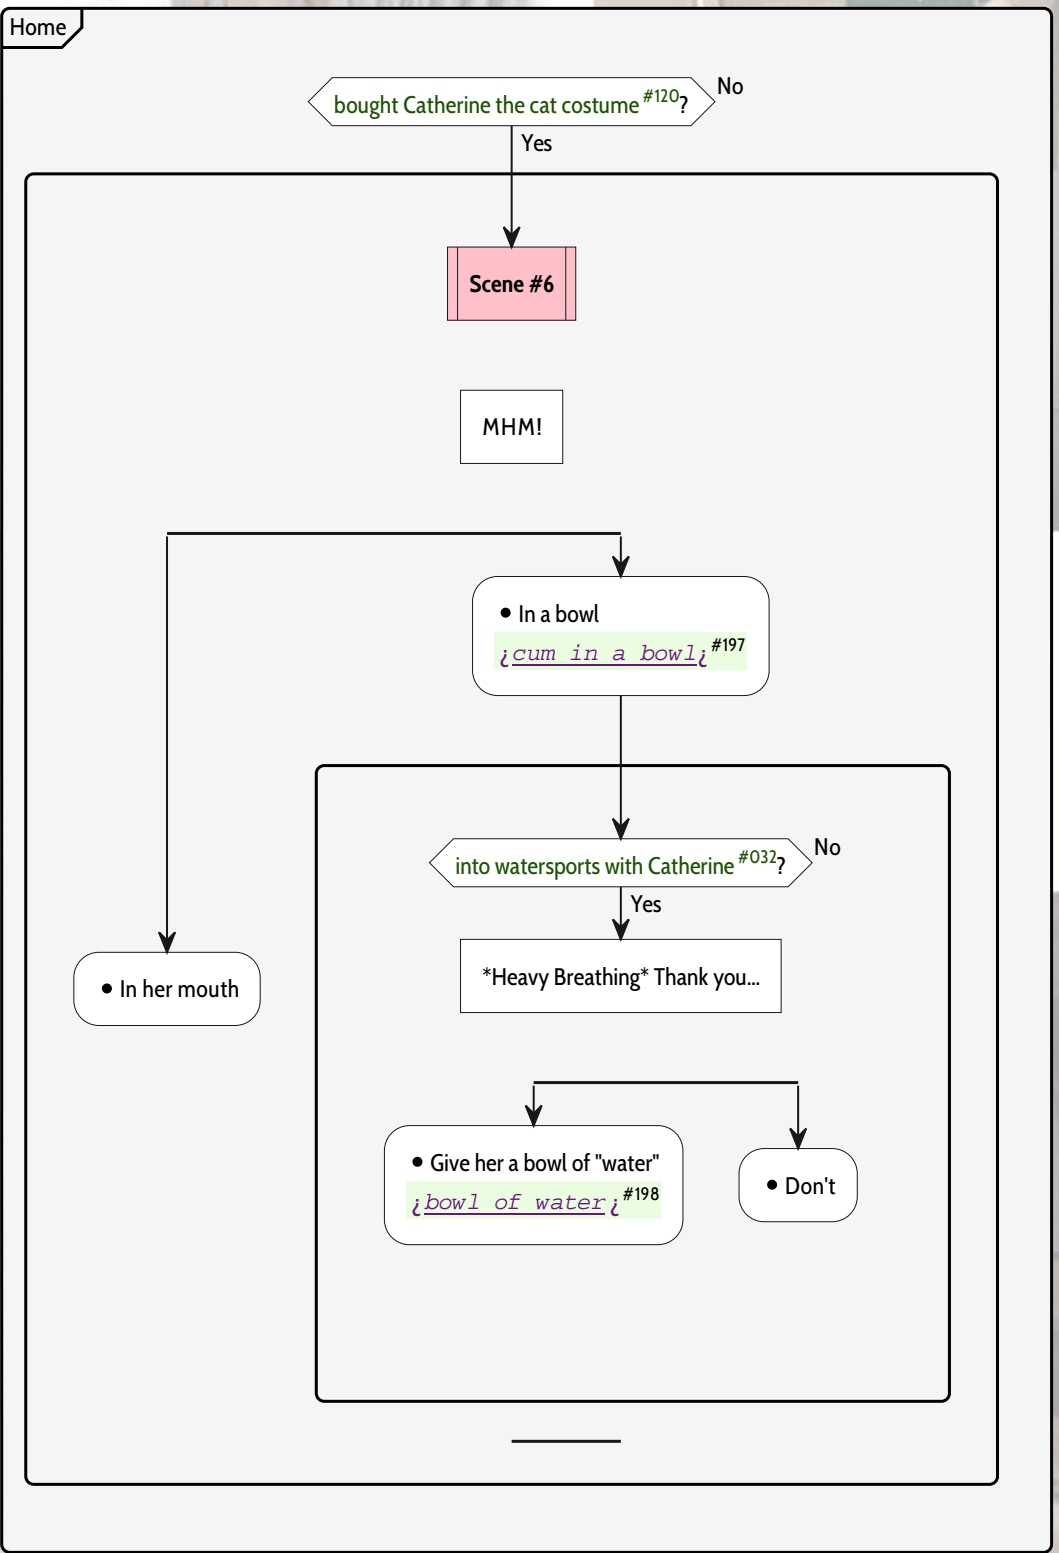 Home
bought Catherine the cat costume #120?
No
Yes
Scene #6
MHM!
• In a bowl
¿cum in a bowl¿ #197
into watersports with Catherine #032?
No
Yes
*Heavy Breathing* Thank you...
• In her mouth
• Give her a bowl of "water"
¿bowl of water¿ #198
• Don't